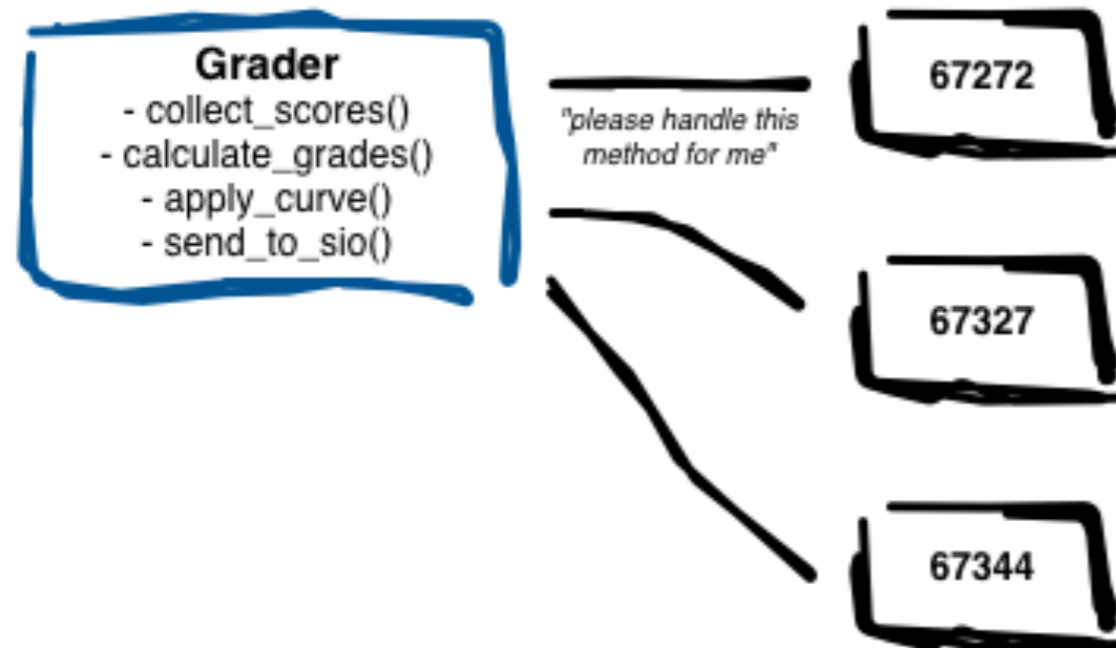 Grader
- collect_scores()
- calculate_grades()
- apply_curve()
- send_to_sio()
"please handle this
method for me"
67272
67327
67344